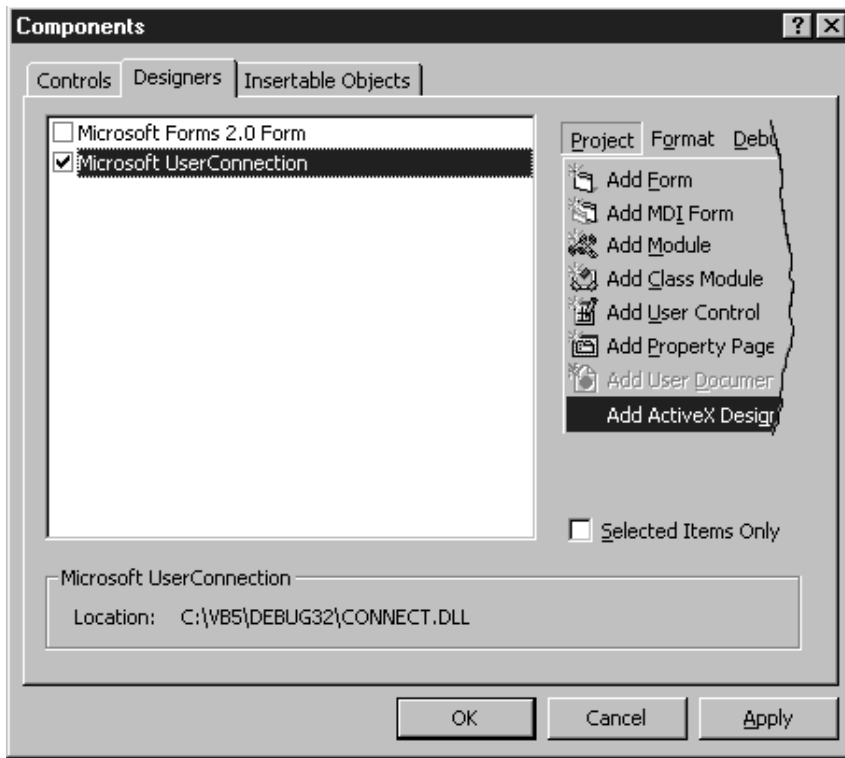 Components
Controls Designers Insertable Objects
Microsoft Forms 2.0 Form
Microsoft UserConnection
Project Format
Add Form
Add MDI Form
Add Module
Add Class Module
Add User Control
Add Property Page
Add User
Add ActiveX
Selected Items Only
Microsoft UserConnection
Location: C:\VB5\DEBUG32\CONNECT.DLL
OK Cancel Apply